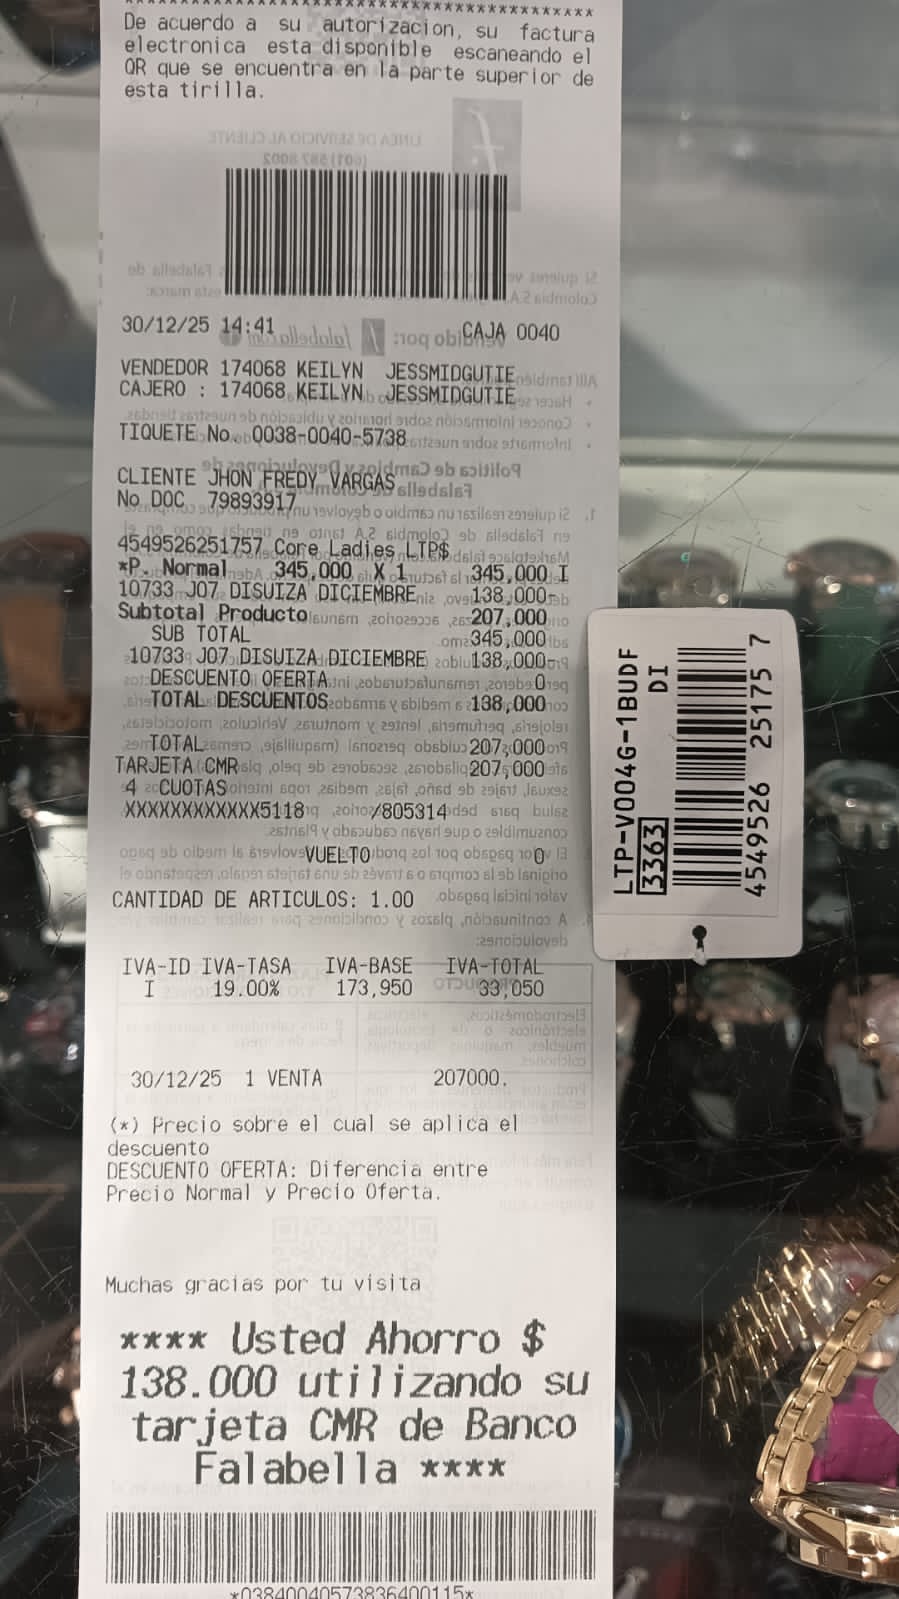 De acuerdo a su autorizacion, su factura
electronica esta disponible escaneando el
QR que se encuentra en la parte superior de
esta tirilla.
30/12/25 14:41 CAJA 0040
VENDEDOR 174068 KEILYN JESSMIDGUTIE
CAJERO : 174068 KEILYN JESSMIDGUTIE
TIQUETE No. 0038-0040-5738
CLIENTE JHON FREDY VARGAS
No DOC 79893917
4549526251757 Core Ladies LTP$
*P. Normal 345,000 X 1 345,000 I
10733 J07 DISUIZA DICIEMBRE 138,000-
Subtotal Producto 207,000
SUB TOTAL 345,000
10733 J07 DISUIZA DICIEMBRE 138,000-
DESCUENTO OFERTA 0
TOTAL DESCUENTOS 138,000
TOTAL 207,000
TARJETA CMR 207,000
4 CUOTAS
XXXXXXXXXXXX5118 /805314
VUELTO 0
CANTIDAD DE ARTICULOS: 1.00
IVA-ID IVA-TASA IVA-BASE IVA-TOTAL
I 19.00% 173,950 33,050
30/12/25 1 VENTA 207000.
(*) Precio sobre el cual se aplica el
descuento
DESCUENTO OFERTA: Diferencia entre
Precio Normal y Precio Oferta.
Muchas gracias por tu visita
**** Usted Ahorro $
138.000 utilizando su
tarjeta CMR de Banco
Falabella ****
*03840040573836400115*
LTP-V004G-1BUDF
DI
3363
4549526 25175 7